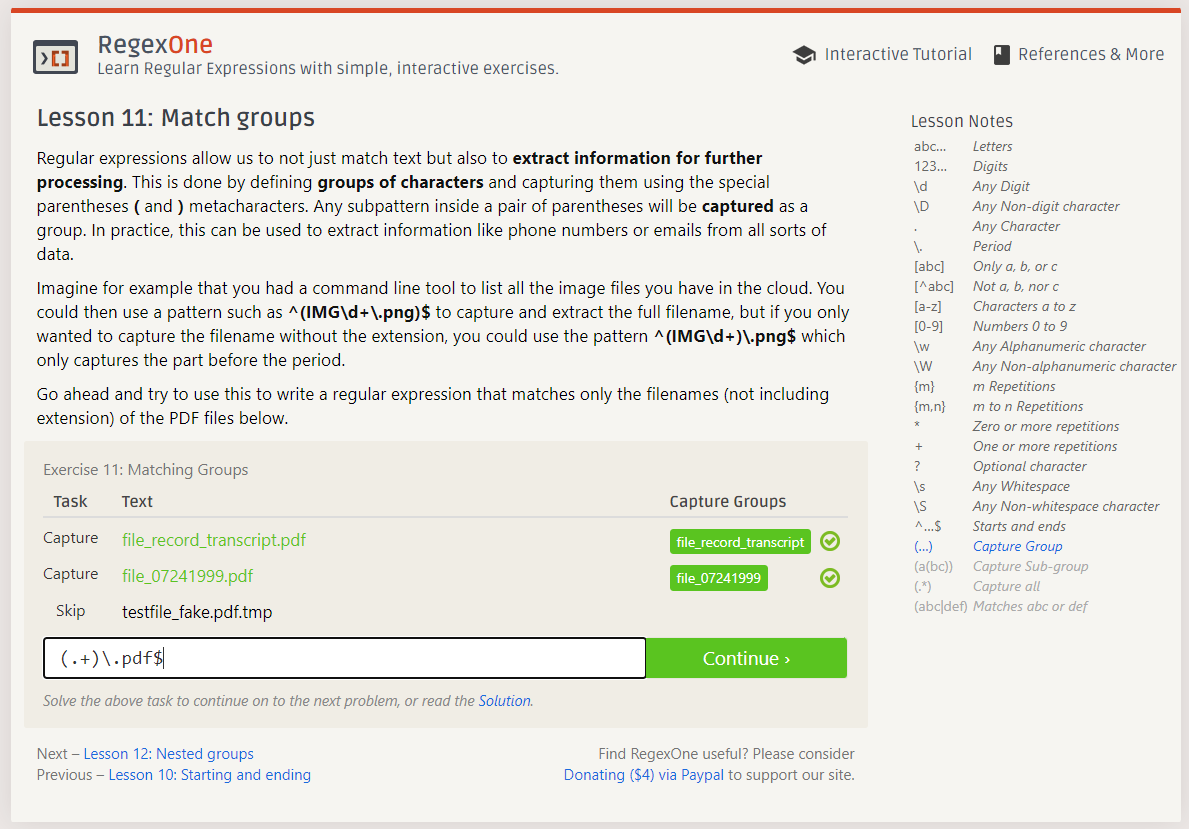 RegexOne
Learn Regular Expressions with simple, interactive exercises.
Interactive Tutorial
References & More
Lesson 11: Match groups
Regular expressions allow us to not just match text but also to extract information for further
processing. This is done by defining groups of characters and capturing them using the special
parentheses ( and ) metacharacters. Any subpattern inside a pair of parentheses will be captured as a
group. In practice, this can be used to extract information like phone numbers or emails from all sorts of
data.
Imagine for example that you had a command line tool to list all the image files you have in the cloud. You
could then use a pattern such as ^(IMG\d+\.png)$ to capture and extract the full filename, but if you only
wanted to capture the filename without the extension, you could use the pattern ^(IMG\d+)\.png$ which
only captures the part before the period.
Go ahead and try to use this to write a regular expression that matches only the filenames (not including
extension) of the PDF files below.
Exercise 11: Matching Groups
Task Text Capture Groups
Capture file_record_transcript.pdf file_record_transcript
Capture file_07241999.pdf file_07241999
Skip testfile_fake.pdf.tmp
(.+)\.pdf$
Continue ›
Solve the above task to continue on to the next problem, or read the Solution.
Next – Lesson 12: Nested groups
Previous – Lesson 10: Starting and ending
Find RegexOne useful? Please consider
Donating ($4) via Paypal to support our site.
Lesson Notes
abc… Letters
123… Digits
\d Any Digit
\D Any Non-digit character
. Any Character
\. Period
[abc] Only a, b, or c
[^abc] Not a, b, nor c
[a-z] Characters a to z
[0-9] Numbers 0 to 9
\w Any Alphanumeric character
\W Any Non-alphanumeric character
{m} m Repetitions
{m,n} m to n Repetitions
* Zero or more repetitions
+ One or more repetitions
? Optional character
\s Any Whitespace
\S Any Non-whitespace character
^…$ Starts and ends
(…) Capture Group
(a(bc)) Capture Sub-group
(.*) Capture all
(abc|def) Matches abc or def